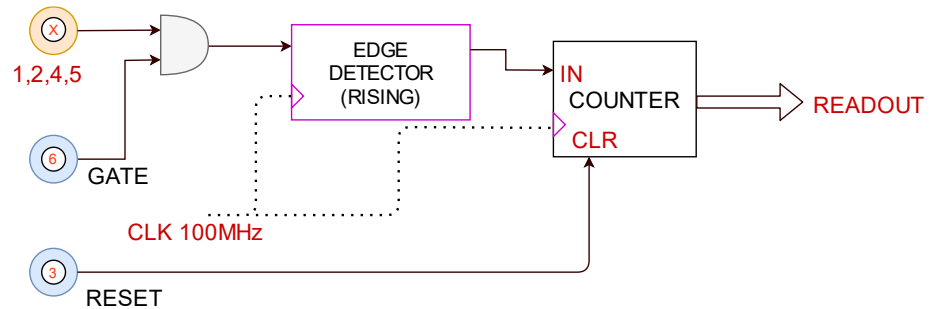 X
1,2,4,5
6
GATE
EDGE
DETECTOR
(RISING)
IN
COUNTER
CLR
READOUT
CLK 100MHz
3
RESET